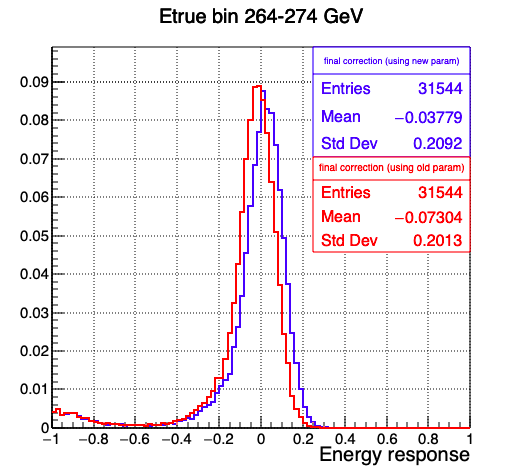 Etrue bin 264-274 GeV
final correction (using new param)
Entries 31544
Mean −0.03779
Std Dev 0.2092
final correction (using old param)
Entries 31544
Mean −0.07304
Std Dev 0.2013
0.09
0.08
0.07
0.06
0.05
0.04
0.03
0.02
0.01
0
−1 −0.8 −0.6 −0.4 −0.2 0 0.2 0.4 0.6 0.8 1
Energy response